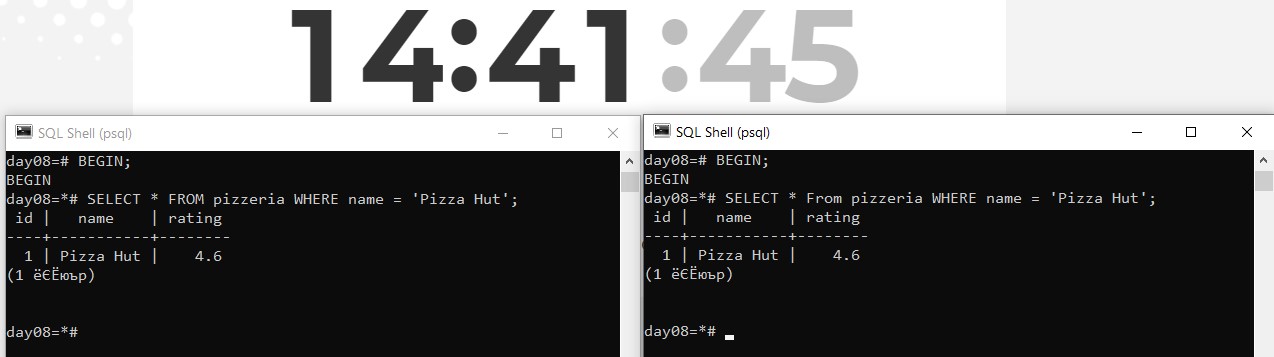 14:41:45
SQL Shell (psql)
day08=# BEGIN;
BEGIN
day08=*# SELECT * FROM pizzeria WHERE name = 'Pizza Hut';
 id |   name    | rating
----+-----------+--------
  1 | Pizza Hut |    4.6
(1 ёЄЁюър)
day08=*#
SQL Shell (psql)
day08=# BEGIN;
BEGIN
day08=*# SELECT * From pizzeria WHERE name = 'Pizza Hut';
 id |   name    | rating
----+-----------+--------
  1 | Pizza Hut |    4.6
(1 ёЄЁюър)
day08=*#